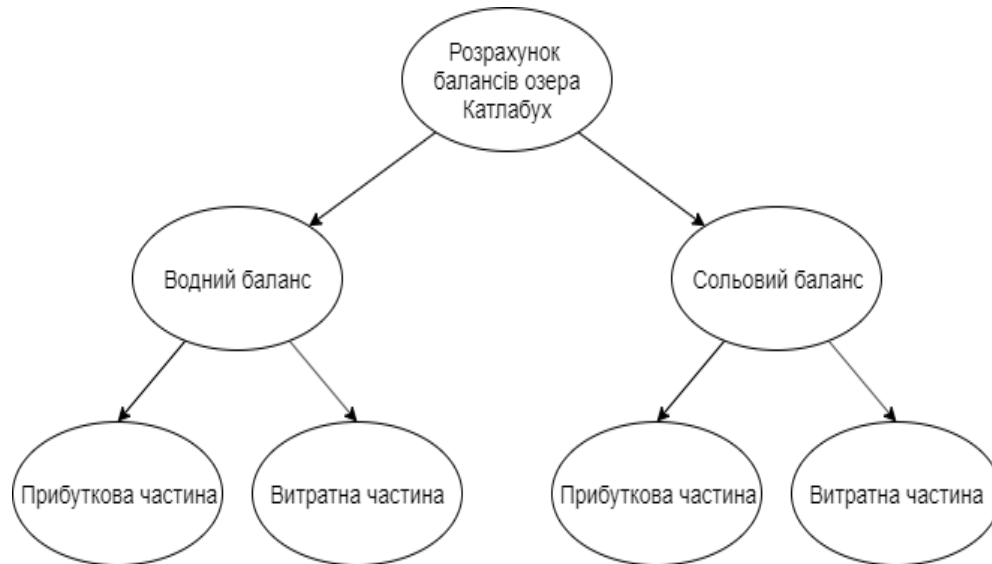 Розрахунок
балансів озера
Катлабух
Водний баланс
Сольовий баланс
Прибуткова частина
Витратна частина
Прибуткова частина
Витратна частина